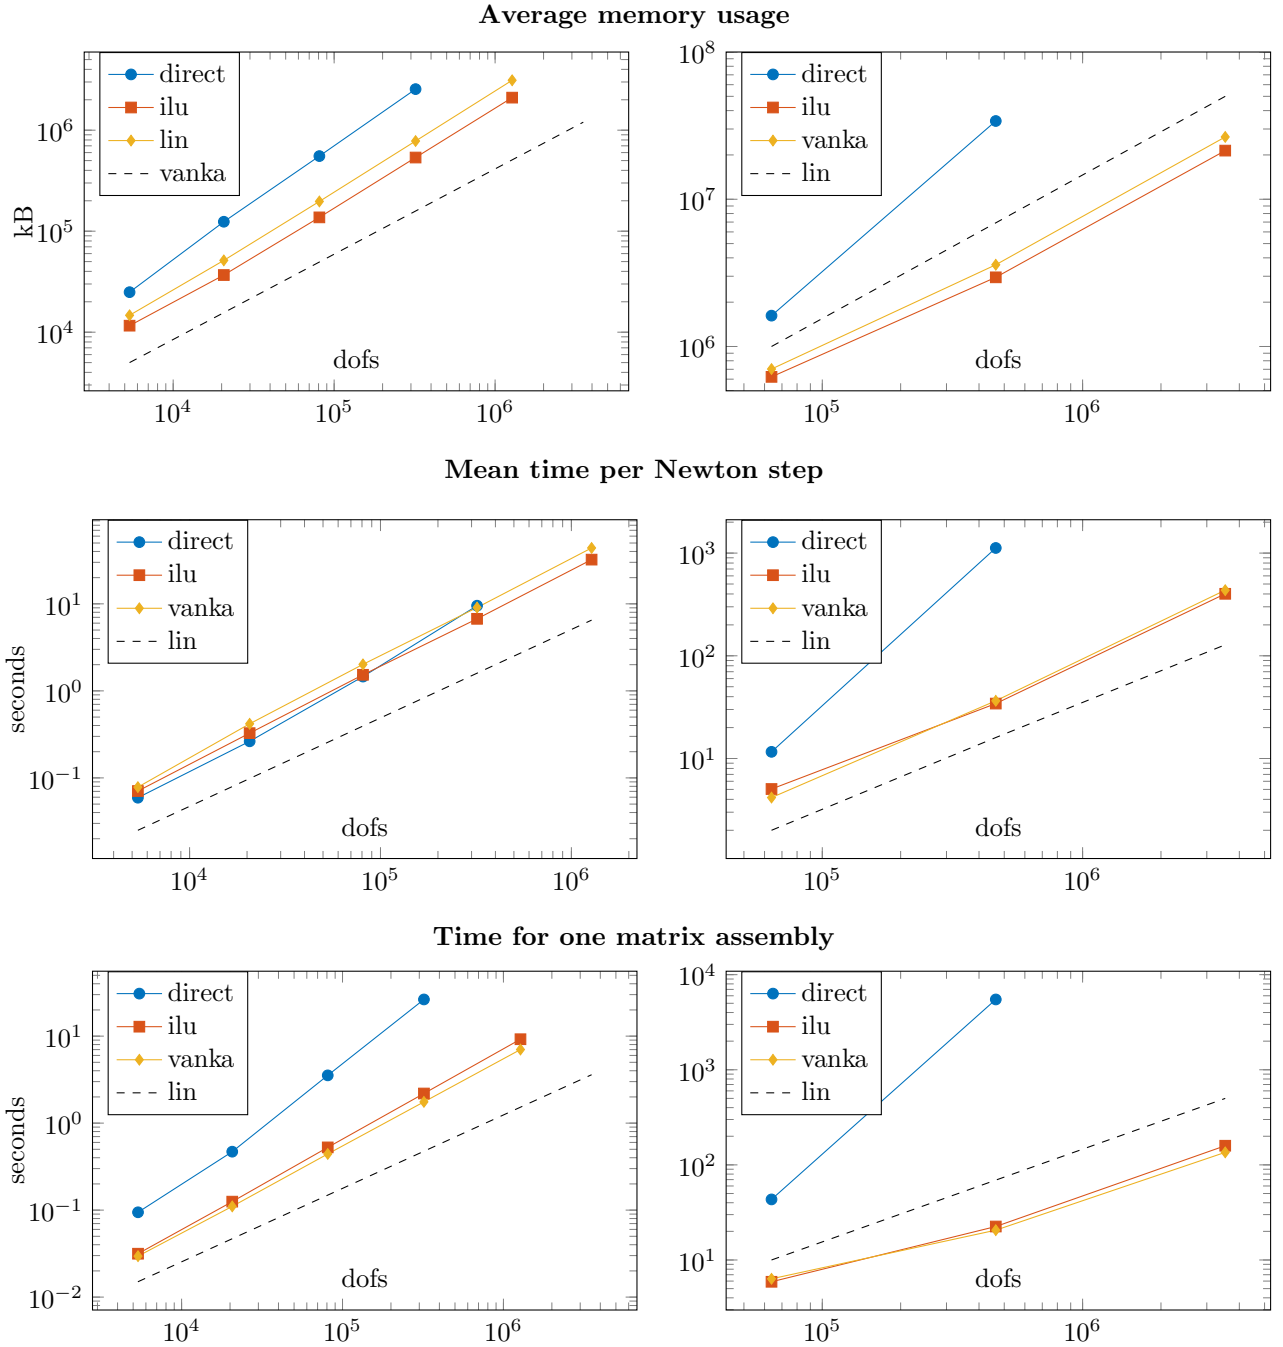 Average memory usage
direct
ilu
lin
vanka
kB
10^6
10^5
10^4
dofs
10^4 10^5 10^6
direct
ilu
vanka
lin
10^8
10^7
10^6
dofs
10^5 10^6
Mean time per Newton step
direct
ilu
vanka
lin
seconds
10^1
10^0
10^−1
dofs
10^4 10^5 10^6
direct
ilu
vanka
lin
10^3
10^2
10^1
dofs
10^5 10^6
Time for one matrix assembly
direct
ilu
vanka
lin
seconds
10^1
10^0
10^−1
10^−2
dofs
10^4 10^5 10^6
direct
ilu
vanka
lin
10^4
10^3
10^2
10^1
dofs
10^5 10^6